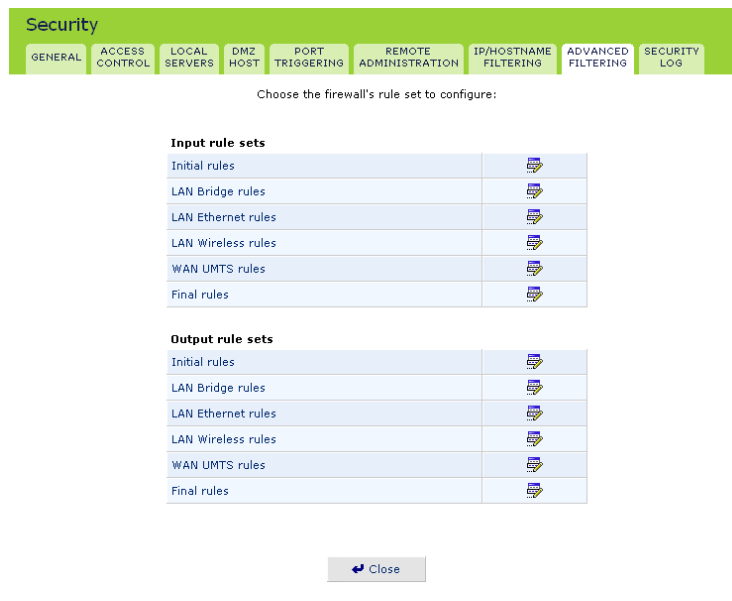 Security
GENERAL
ACCESS CONTROL
LOCAL SERVERS
DMZ HOST
PORT TRIGGERING
REMOTE ADMINISTRATION
IP/HOSTNAME FILTERING
ADVANCED FILTERING
SECURITY LOG
Choose the firewall's rule set to configure:
Input rule sets
Initial rules
LAN Bridge rules
LAN Ethernet rules
LAN Wireless rules
WAN UMTS rules
Final rules
Output rule sets
Initial rules
LAN Bridge rules
LAN Ethernet rules
LAN Wireless rules
WAN UMTS rules
Final rules
Close